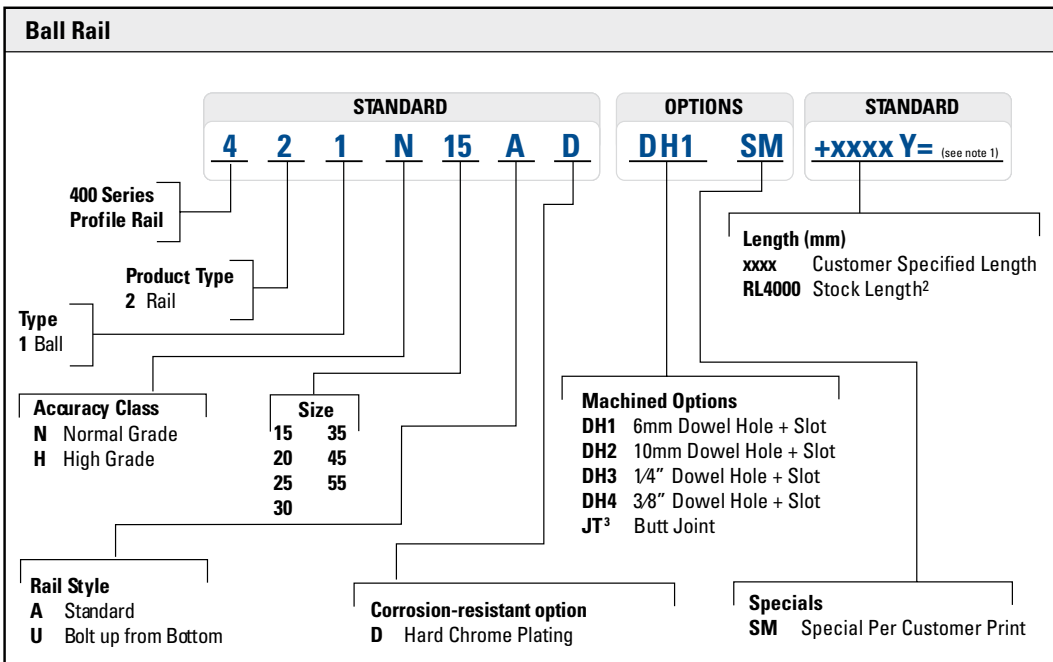 Ball Rail
STANDARD
OPTIONS
STANDARD
4 2 1 N 15 A D DH1 SM +xxxx Y= (see note 1)
400 Series
Profile Rail
Product Type
2 Rail
Type
1 Ball
Length (mm)
xxxx Customer Specified Length
RL4000 Stock Length²
Accuracy Class
N Normal Grade
H High Grade
Size
15 35
20 45
25 55
30
Machined Options
DH1 6mm Dowel Hole + Slot
DH2 10mm Dowel Hole + Slot
DH3 1/4” Dowel Hole + Slot
DH4 3/8” Dowel Hole + Slot
JT³ Butt Joint
Rail Style
A Standard
U Bolt up from Bottom
Corrosion-resistant option
D Hard Chrome Plating
Specials
SM Special Per Customer Print